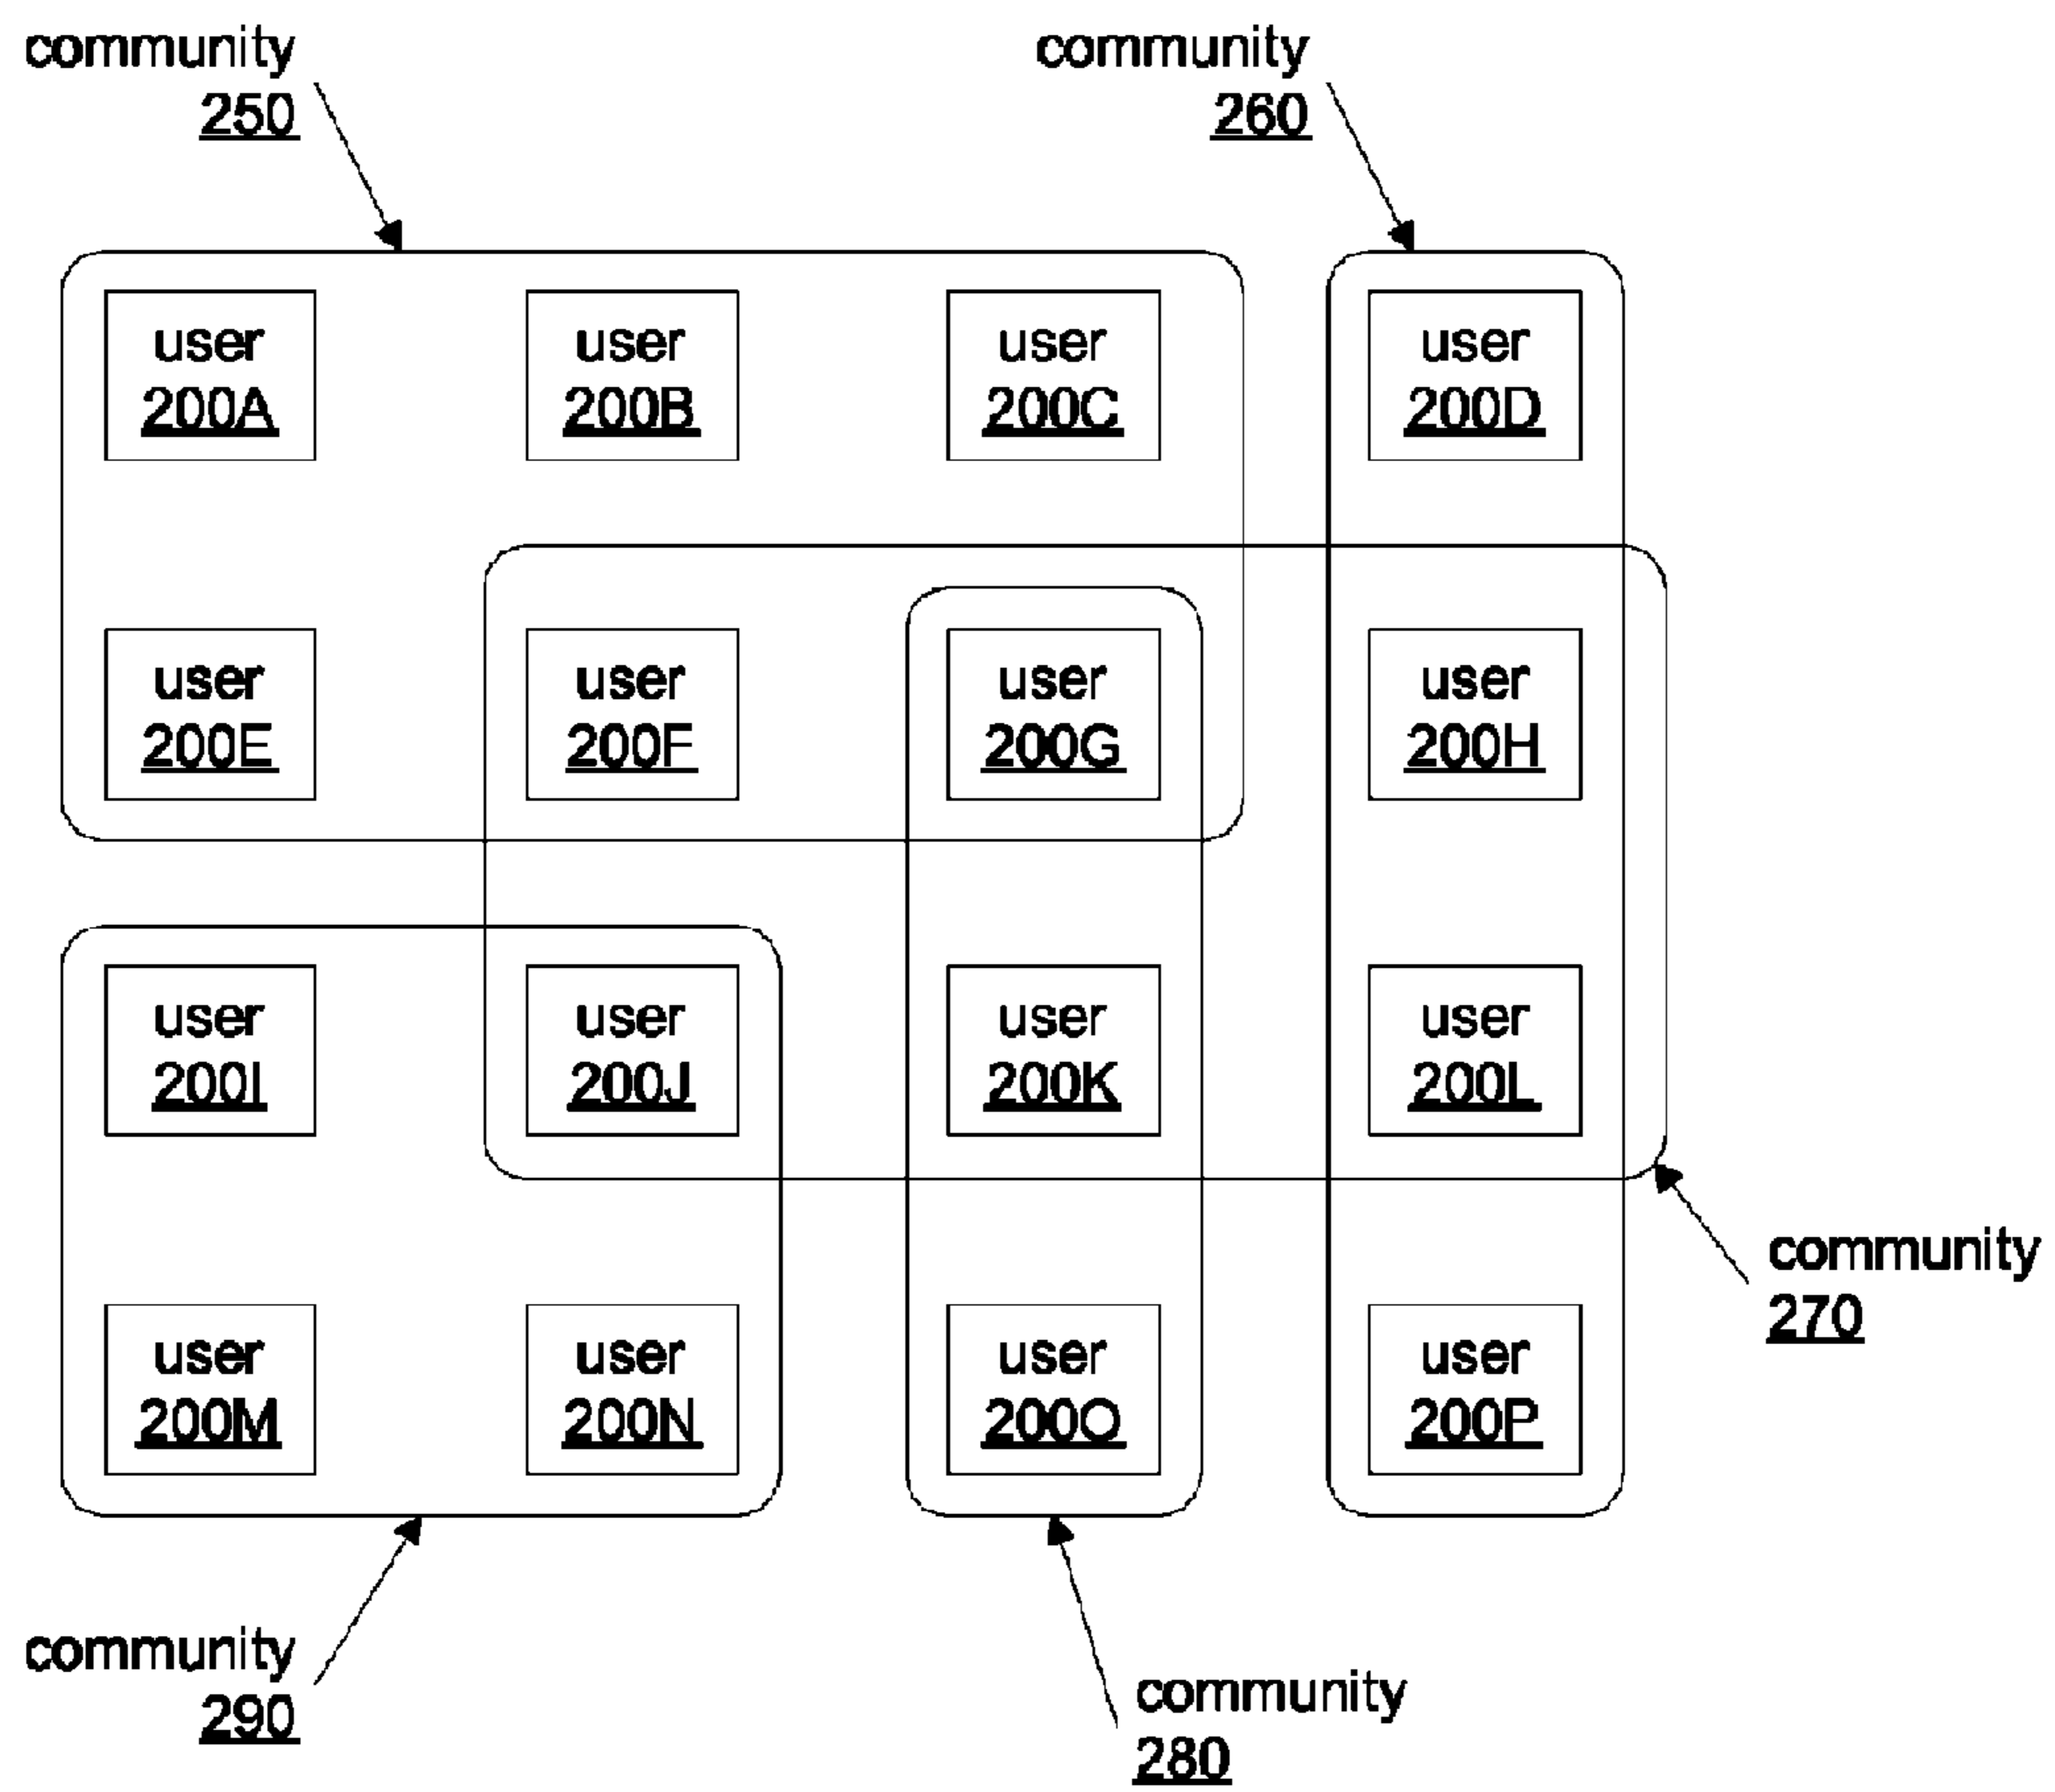 community
250
community
260
user
200A
user
200B
user
200C
user
200D
user
200E
user
200F
user
200G
user
200H
user
200I
user
200J
user
200K
user
200L
community
270
user
200M
user
200N
user
200O
user
200P
community
290
community
280